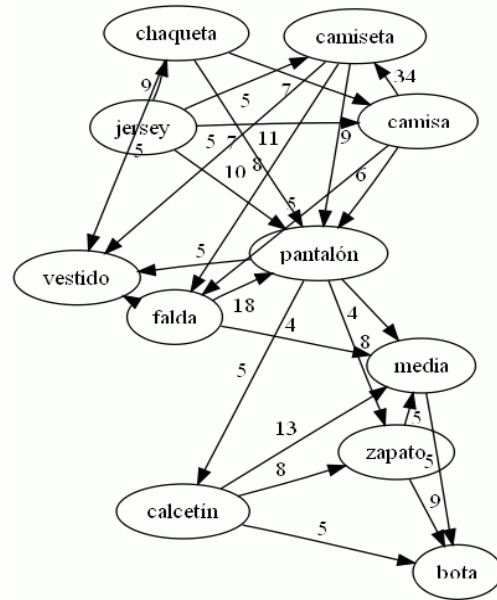 chaqueta
camiseta
9
7
34
5
camisa
jersey
5
5
7
11
9
10
8
6
5
5
pantalón
vestido
18
falda
4
4
8
media
5
13
5
zapato
5
8
9
calcetín
5
bota